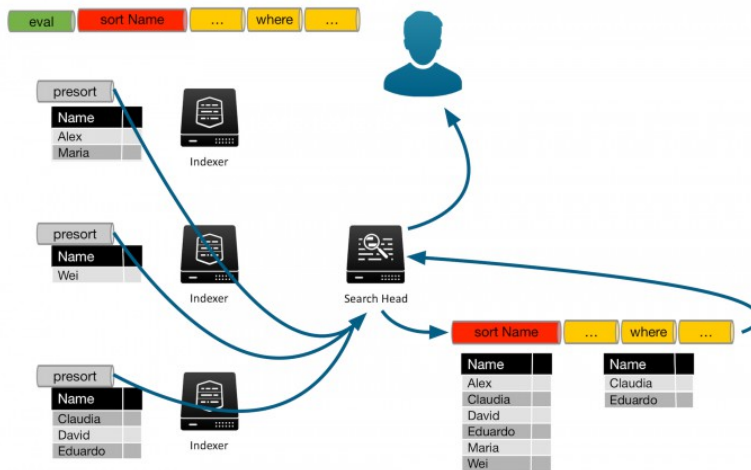 eval sort Name ... where ...
presort
Name
Alex
Maria
Indexer
presort
Name
Wei
Indexer
Search Head
presort
Name
Claudia
David
Eduardo
Indexer
sort Name ... where ...
Name
Alex
Claudia
David
Eduardo
Maria
Wei
Name
Claudia
Eduardo